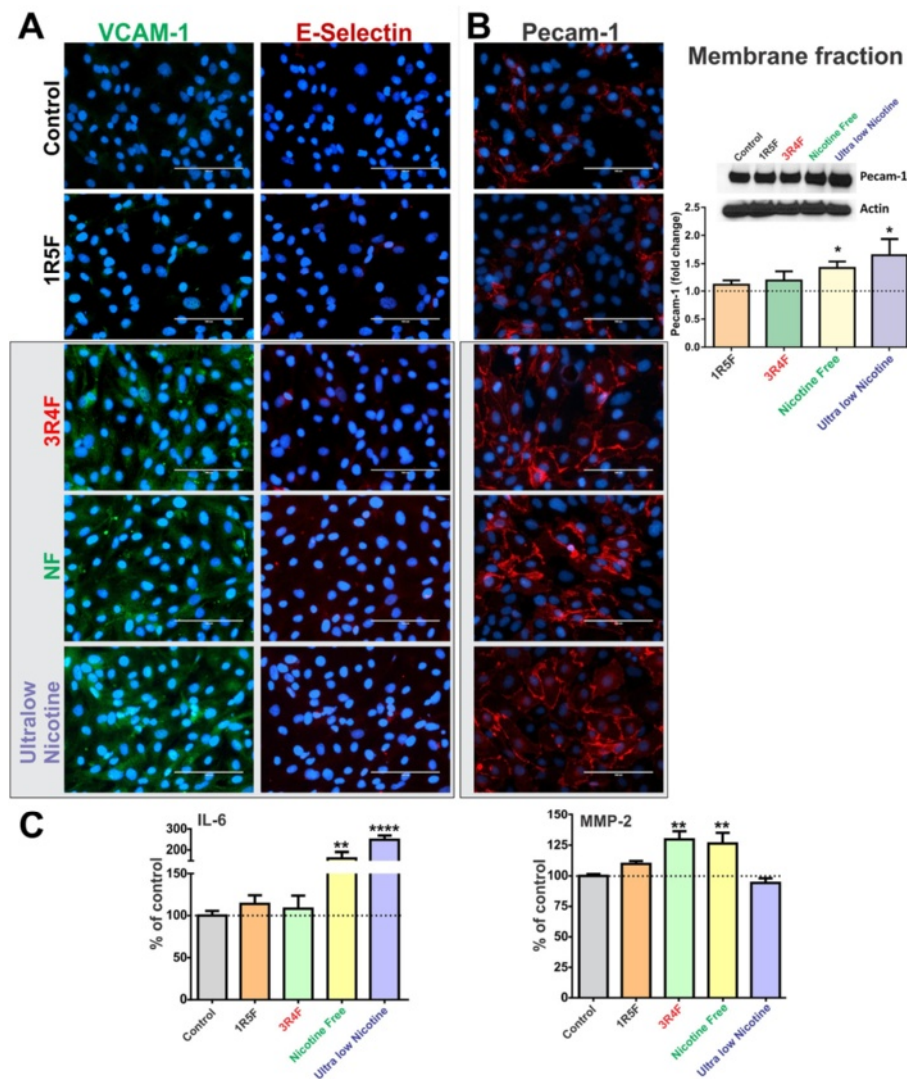 A
VCAM-1
E-Selectin
B
Pecam-1
Membrane fraction
Control
1R5F
3R4F
NF
Ultralow
Nicotine
Control
1R5F
3R4F
Nicotine Free
Ultra low Nicotine
Pecam-1
Actin
Pecam-1 (fold change)
2.5
2.0
1.5
1.0
0.5
0.0
*
*
1R5F
3R4F
Nicotine Free
Ultra low Nicotine
C
IL-6
% of control
300
200
150
100
50
0
**
****
Control
1R5F
3R4F
Nicotine Free
Ultra low Nicotine
MMP-2
% of control
150
125
100
75
50
25
0
**
**
Control
1R5F
3R4F
Nicotine Free
Ultra low Nicotine